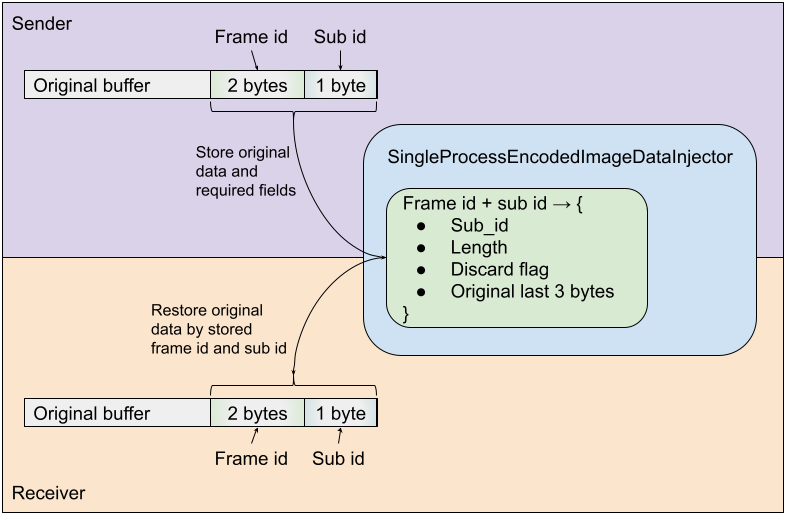 Sender
Frame id
Sub id
Original buffer
2 bytes
1 byte
Store original
data and
required fields
SingleProcessEncodedImageDataInjector
Frame id + sub id → {
● Sub_id
● Length
● Discard flag
● Original last 3 bytes
}
Restore original
data by stored
frame id and sub id
Original buffer
2 bytes
1 byte
Frame id
Sub id
Receiver